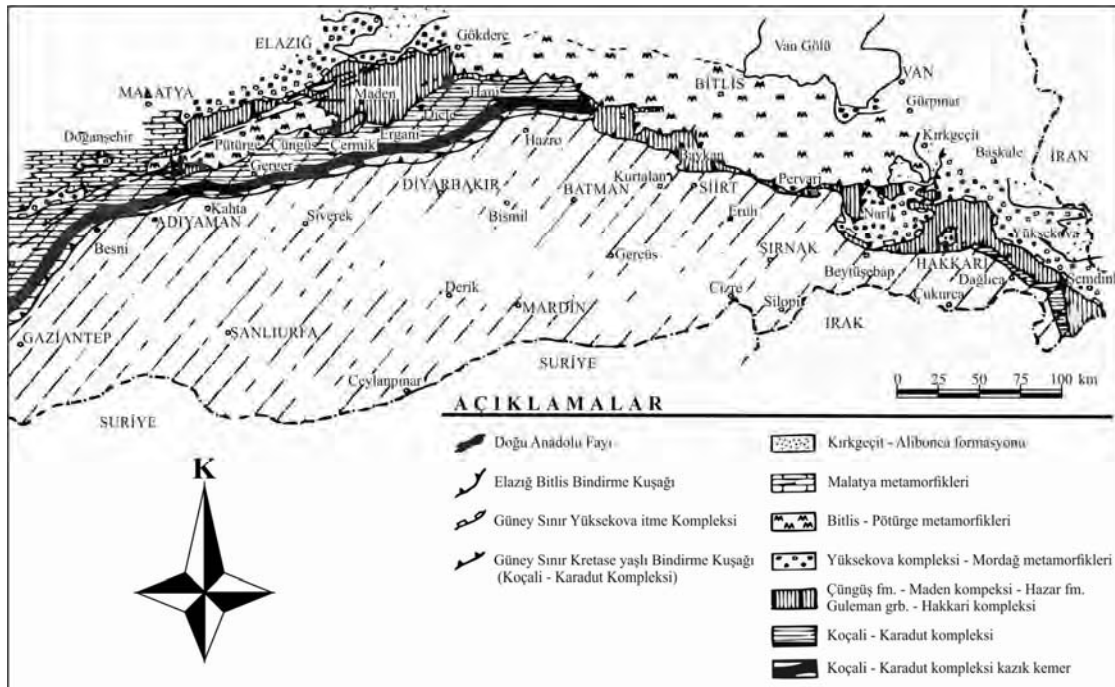 ELAZIĞ
Gökdere
Van Gölü
VAN
MALATYA
Maden
Hani
BİTLİS
Gürpınar
Doğanşehir
Dicle
Ergani
Pütürge
Çüngüş
Çermik
Hazro
Kırkgeçit
Başkale
İRAN
Gerger
Baykan
DİYARBAKIR
Kurtalan
SİİRT
Pervari
BATMAN
Kahta
ADIYAMAN
Siverek
Bismil
Eruh
Yüksekova
Besni
Gercüs
ŞIRNAK
Beytüşebap
HAKKARİ
Dağlıca
Şemdinli
Derik
Cizre
Silopi
Çukurca
GAZİANTEP
ŞANLIURFA
MARDİN
IRAK
SURİYE
Ceylanpınar
SURİYE
0 25 50 75 100 km
AÇIKLAMALAR
Doğu Anadolu Fayı
Elazığ Bitlis Bindirme Kuşağı
Güney Sınır Yüksekova itme Kompleksi
Güney Sınır Kretase yaşlı Bindirme Kuşağı
(Koçali - Karadut Kompleksi)
Kırkgeçit - Alibonca formasyonu
Malatya metamorfikleri
Bitlis - Pötürge metamorfikleri
Yüksekova kompleksi - Mordağ metamorfikleri
Çüngüş fm. - Maden kompeksi - Hazar fm.
Guleman grb. - Hakkari kompleksi
Koçali - Karadut kompleksi
Koçali - Karadut kompleksi kazık kemer
K